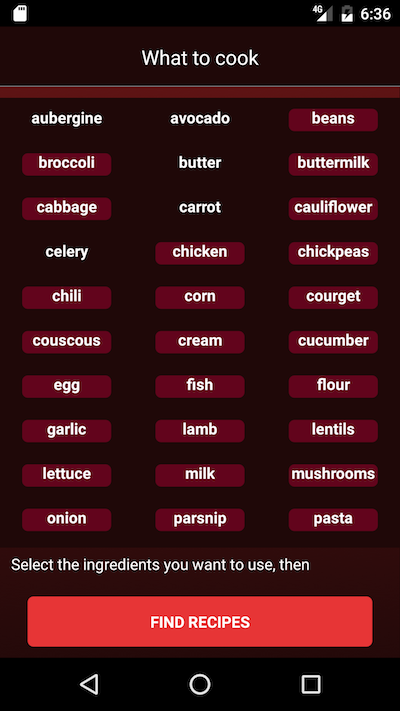 4G 6:36
What to cook
aubergine avocado beans
broccoli butter buttermilk
cabbage carrot cauliflower
celery chicken chickpeas
chili corn courget
couscous cream cucumber
egg fish flour
garlic lamb lentils
lettuce milk mushrooms
onion parsnip pasta
Select the ingredients you want to use, then
FIND RECIPES